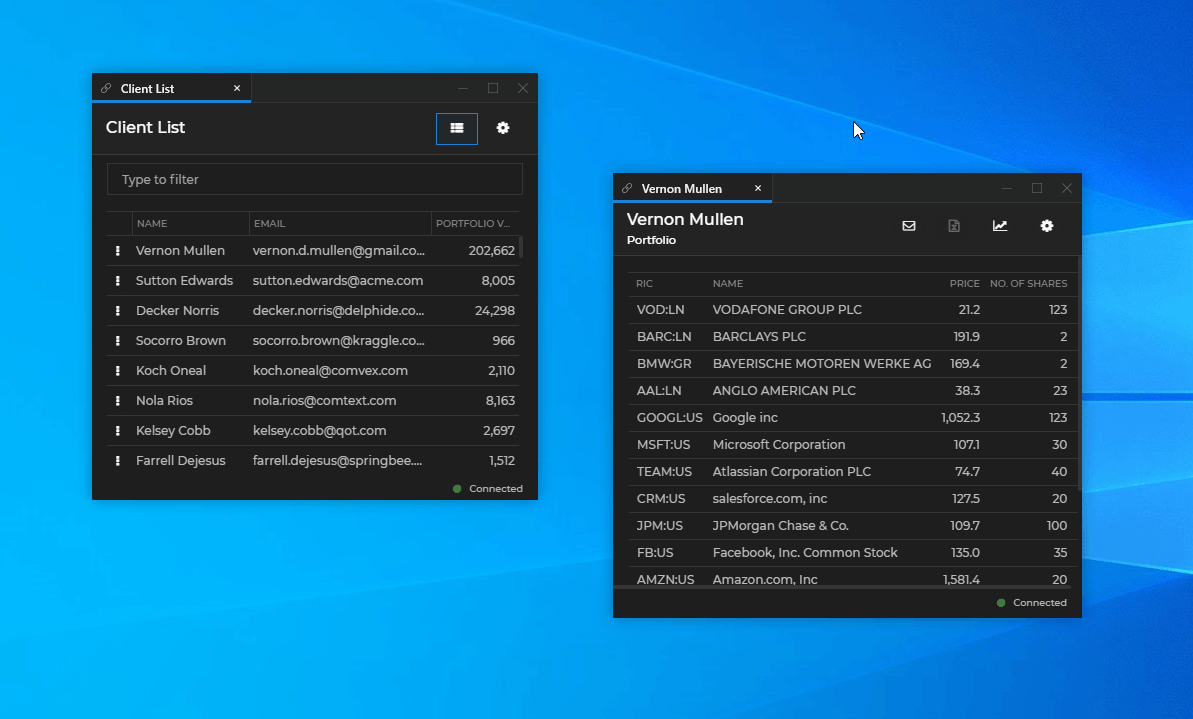 Client List
Client List
Type to filter
NAME EMAIL PORTFOLIO V...
Vernon Mullen vernon.d.mullen@gmail.co... 202,662
Sutton Edwards sutton.edwards@acme.com 8,005
Decker Norris decker.norris@delphide.co... 24,298
Socorro Brown socorro.brown@kraggle.co... 966
Koch Oneal koch.oneal@comvex.com 2,110
Nola Rios nola.rios@comtext.com 8,163
Kelsey Cobb kelsey.cobb@qot.com 2,697
Farrell Dejesus farrell.dejesus@springbee.... 1,512
Connected
Vernon Mullen
Vernon Mullen
Portfolio
RIC NAME PRICE NO. OF SHARES
VOD:LN VODAFONE GROUP PLC 21.2 123
BARC:LN BARCLAYS PLC 191.9 2
BMW:GR BAYERISCHE MOTOREN WERKE AG 169.4 2
AAL:LN ANGLO AMERICAN PLC 38.3 23
GOOGL:US Google inc 1,052.3 123
MSFT:US Microsoft Corporation 107.1 30
TEAM:US Atlassian Corporation PLC 74.7 40
CRM:US salesforce.com, inc 127.5 20
JPM:US JPMorgan Chase & Co. 109.7 100
FB:US Facebook, Inc. Common Stock 135.0 35
AMZN:US Amazon.com, Inc 1,581.4 20
Connected